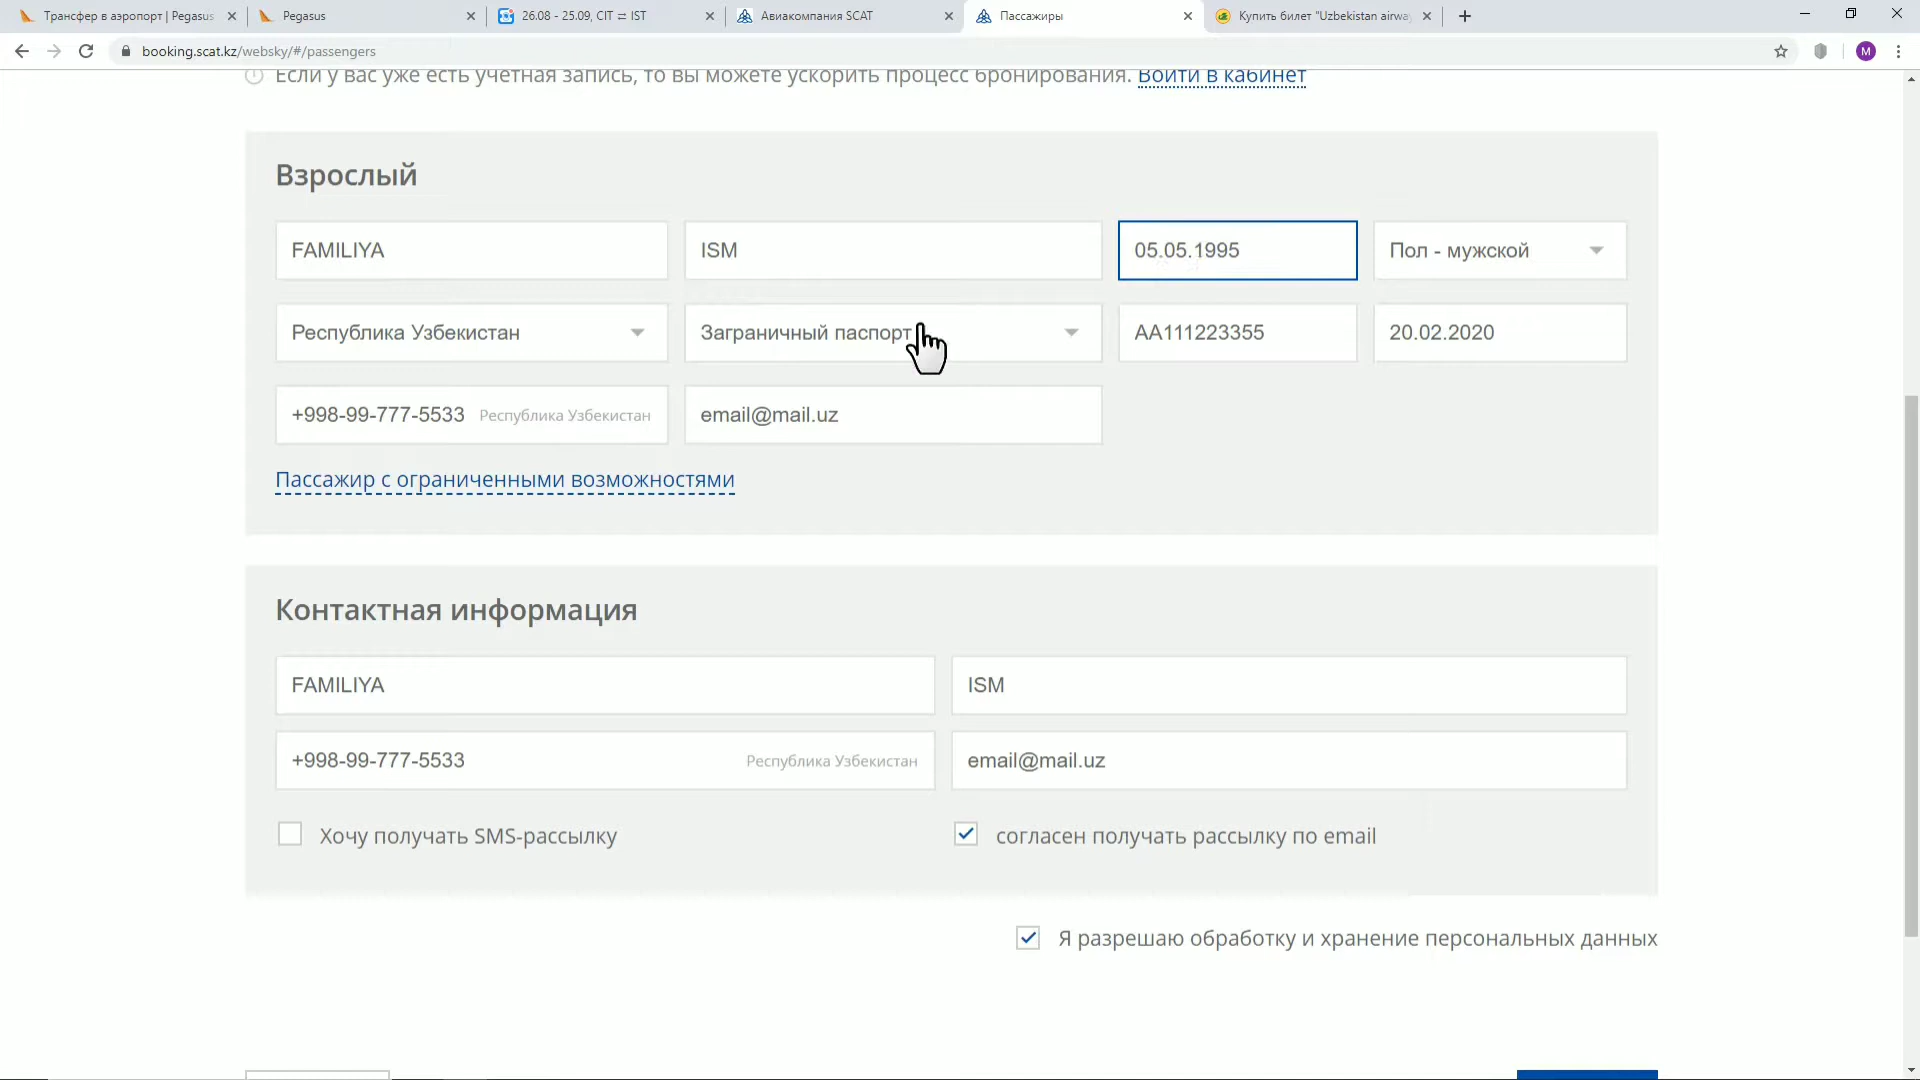 Трансфер в аэропорт | Pegasus
Pegasus
26.08 - 25.09, CIT ⇄ IST
Авиакомпания SCAT
Пассажиры
Купить билет "Uzbekistan airway
booking.scat.kz/websky/#/passengers
M
Если у вас уже есть учетная запись, то вы можете ускорить процесс бронирования. Войти в кабинет
Взрослый
FAMILIYA
ISM
05.05.1995
Пол - мужской
Республика Узбекистан
Заграничный паспорт
AA111223355
20.02.2020
+998-99-777-5533 Республика Узбекистан
email@mail.uz
Пассажир с ограниченными возможностями
Контактная информация
FAMILIYA
ISM
+998-99-777-5533 Республика Узбекистан
email@mail.uz
Хочу получать SMS-рассылку
согласен получать рассылку по email
Я разрешаю обработку и хранение персональных данных